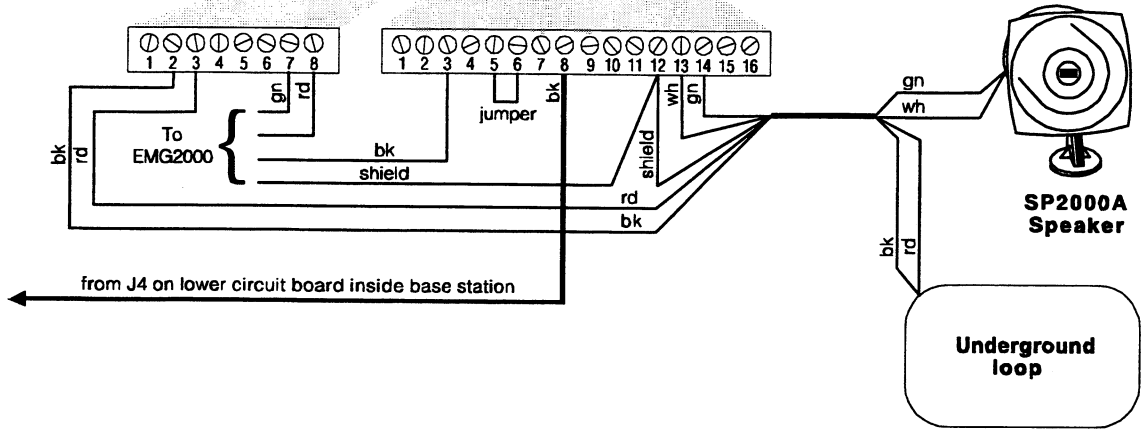 1 2 3 4 5 6 7 8
1 2 3 4 5 6 7 8 9 10 11 12 13 14 15 16
gn
rd
jumper
bk
wh
gn
gn
wh
To
EMG2000
bk
shield
shield
bk
rd
rd
bk
SP2000A
Speaker
bk
rd
from J4 on lower circuit board inside base station
Underground
loop